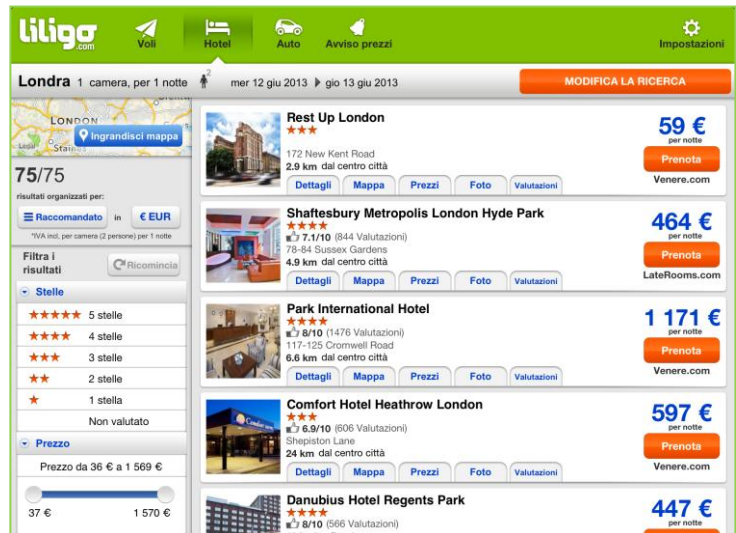 liligo
.com
Voli
Hotel
Auto
Avviso prezzi
Impostazioni
Londra 1 camera, per 1 notte 2 mer 12 giu 2013 gio 13 giu 2013
MODIFICA LA RICERCA
LONDON
Ingrandisci mappa
Legal
75/75
risultati organizzati per:
Raccomandato in € EUR
*IVA incl, per camera (2 persone) per 1 notte
Filtra i risultati
Ricomincia
Stelle
5 stelle
4 stelle
3 stelle
2 stelle
1 stella
Non valutato
Prezzo
Prezzo da 36 € a 1 569 €
37 € 1 570 €
Rest Up London
172 New Kent Road
2.9 km dal centro città
Dettagli Mappa Prezzi Foto Valutazioni
59 €
per notte
Prenota
Venere.com
Shaftesbury Metropolis London Hyde Park
7.1/10 (844 Valutazioni)
78-84 Sussex Gardens
4.9 km dal centro città
Dettagli Mappa Prezzi Foto Valutazioni
464 €
per notte
Prenota
LateRooms.com
Park International Hotel
8/10 (1476 Valutazioni)
117-125 Cromwell Road
6.6 km dal centro città
Dettagli Mappa Prezzi Foto Valutazioni
1 171 €
per notte
Prenota
Venere.com
Comfort Hotel Heathrow London
6.9/10 (606 Valutazioni)
Shepiston Lane
24 km dal centro città
Dettagli Mappa Prezzi Foto Valutazioni
597 €
per notte
Prenota
Venere.com
Danubius Hotel Regents Park
8/10 (566 Valutazioni)
447 €
per notte